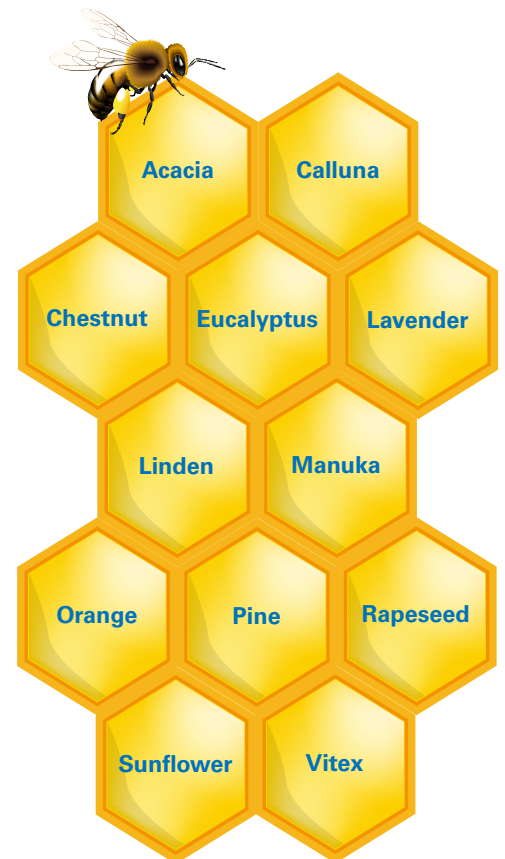 Acacia
Calluna
Chestnut
Eucalyptus
Lavender
Linden
Manuka
Orange
Pine
Rapeseed
Sunflower
Vitex